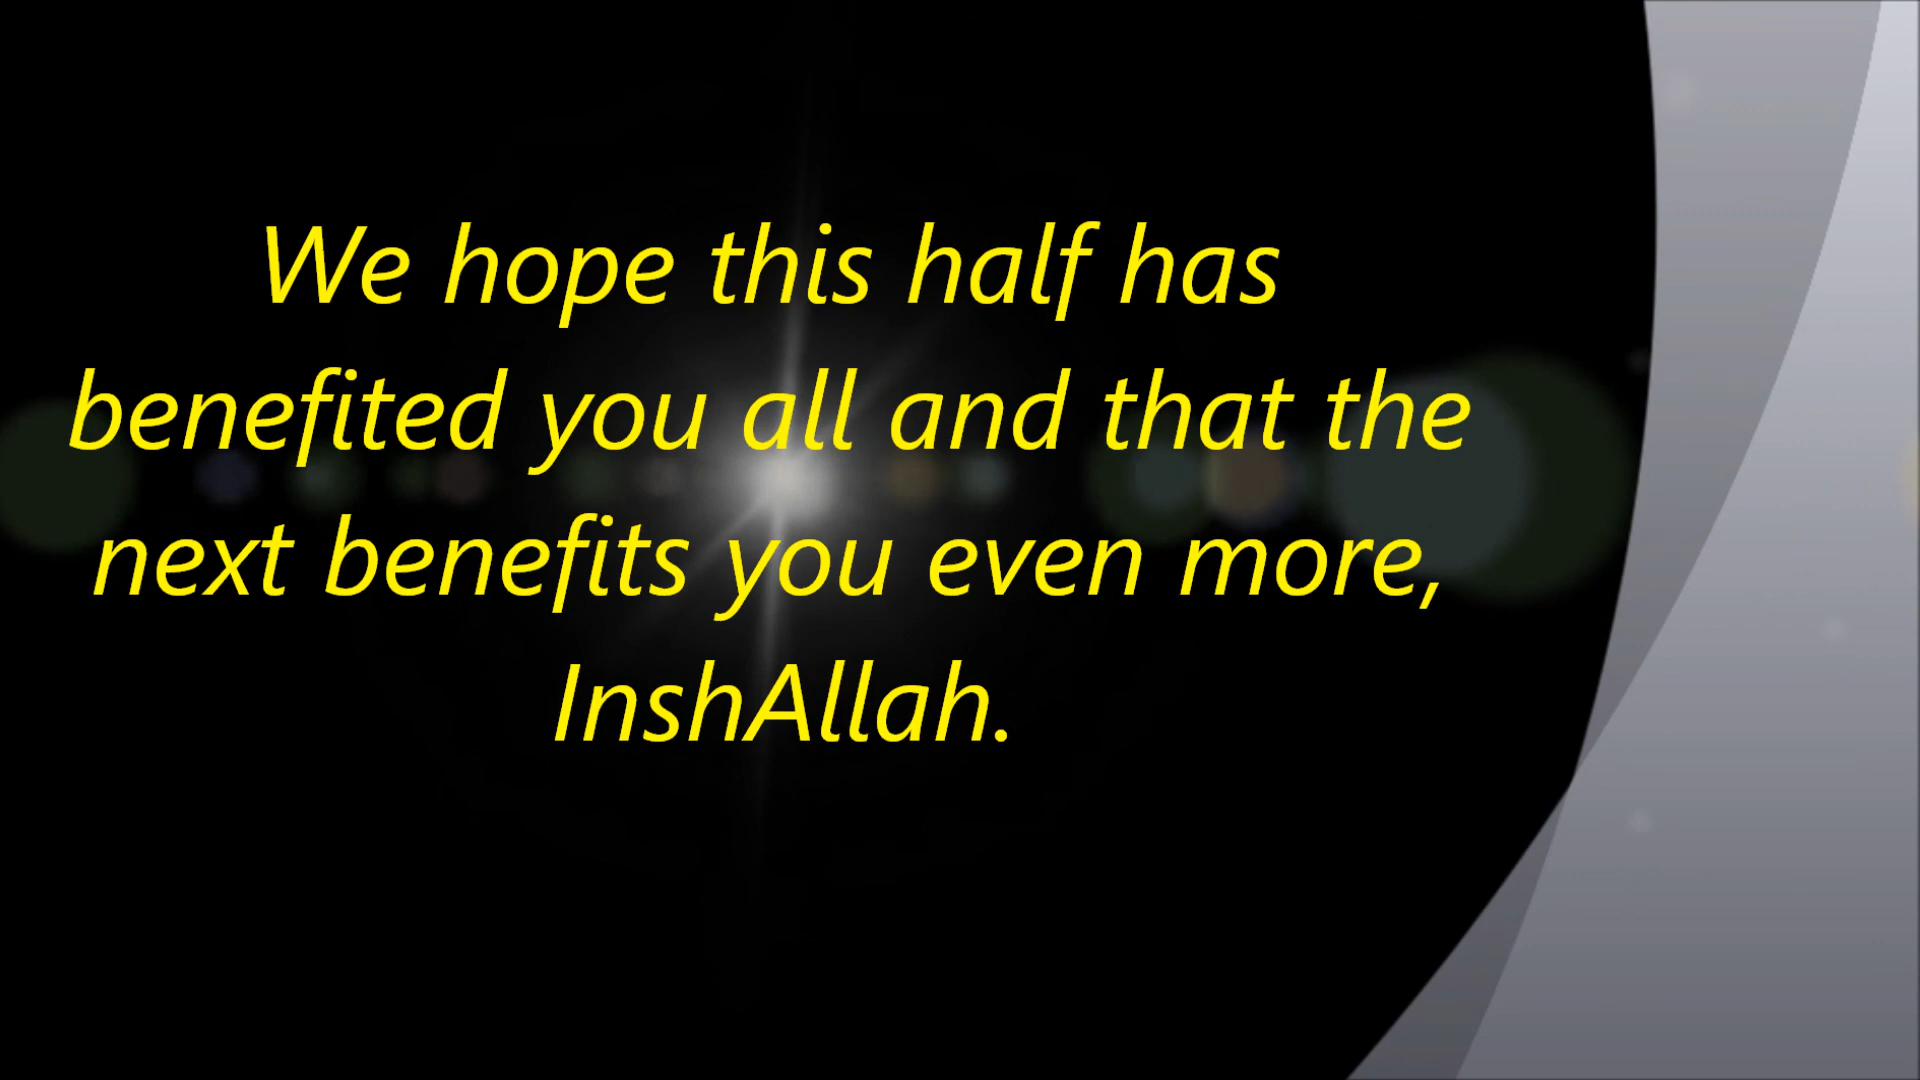 We hope this half has
benefited you all and that the
next benefits you even more,
InshAllah.